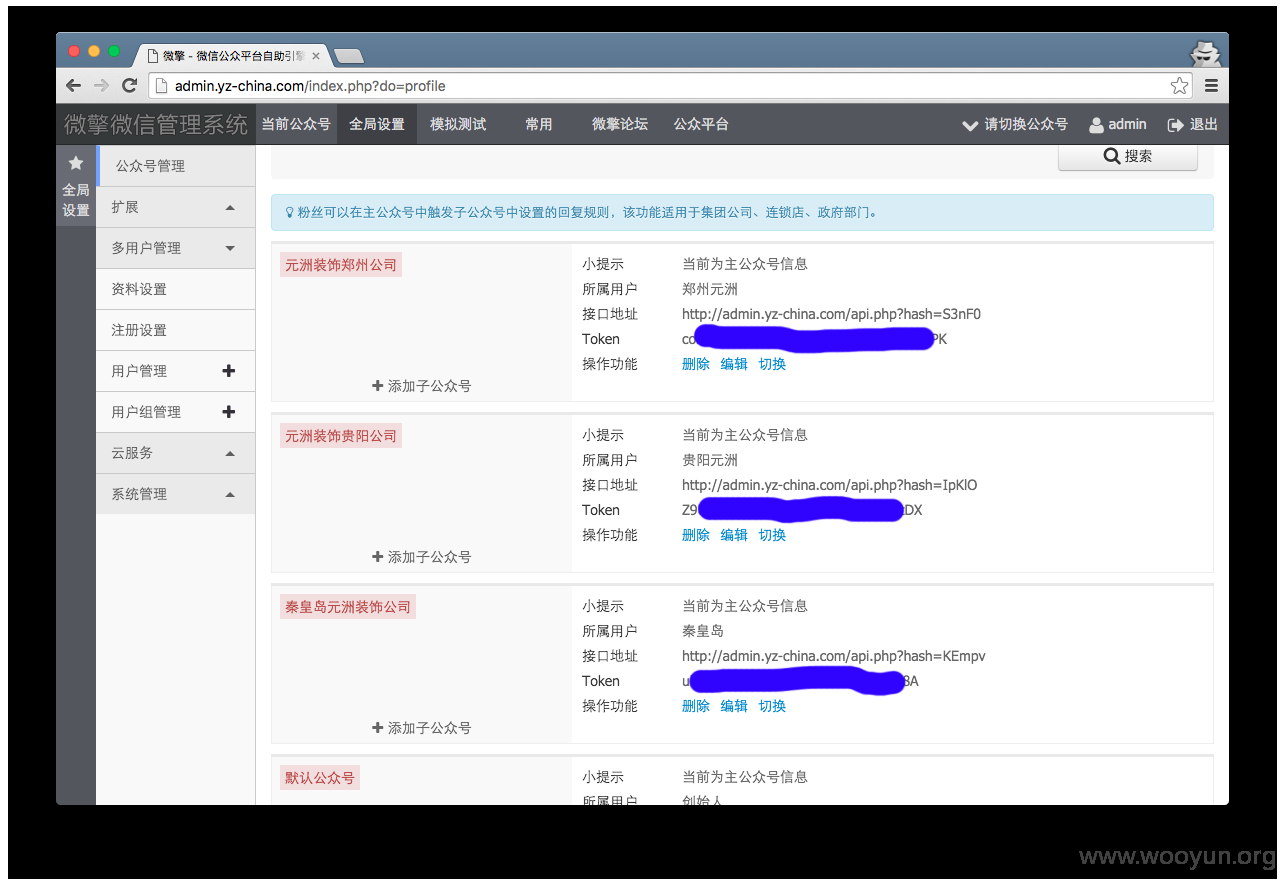 微擎 - 微信公众平台自助引擎
admin.yz-china.com/index.php?do=profile
微擎微信管理系统 当前公众号 全局设置 模拟测试 常用 微擎论坛 公众平台 请切换公众号 admin 退出
全局设置
公众号管理
扩展
多用户管理
资料设置
注册设置
用户管理
用户组管理
云服务
系统管理
搜索
粉丝可以在主公众号中触发子公众号中设置的回复规则，该功能适用于集团公司、连锁店、政府部门。
元洲装饰郑州公司
添加子公众号
小提示 当前为主公众号信息
所属用户 郑州元洲
接口地址 http://admin.yz-china.com/api.php?hash=S3nF0
Token co PK
操作功能 删除 编辑 切换
元洲装饰贵阳公司
添加子公众号
小提示 当前为主公众号信息
所属用户 贵阳元洲
接口地址 http://admin.yz-china.com/api.php?hash=IpKlO
Token Z9 DX
操作功能 删除 编辑 切换
秦皇岛元洲装饰公司
添加子公众号
小提示 当前为主公众号信息
所属用户 秦皇岛
接口地址 http://admin.yz-china.com/api.php?hash=KEmpv
Token u 8A
操作功能 删除 编辑 切换
默认公众号
小提示 当前为主公众号信息
所属用户 创始人
www.wooyun.org